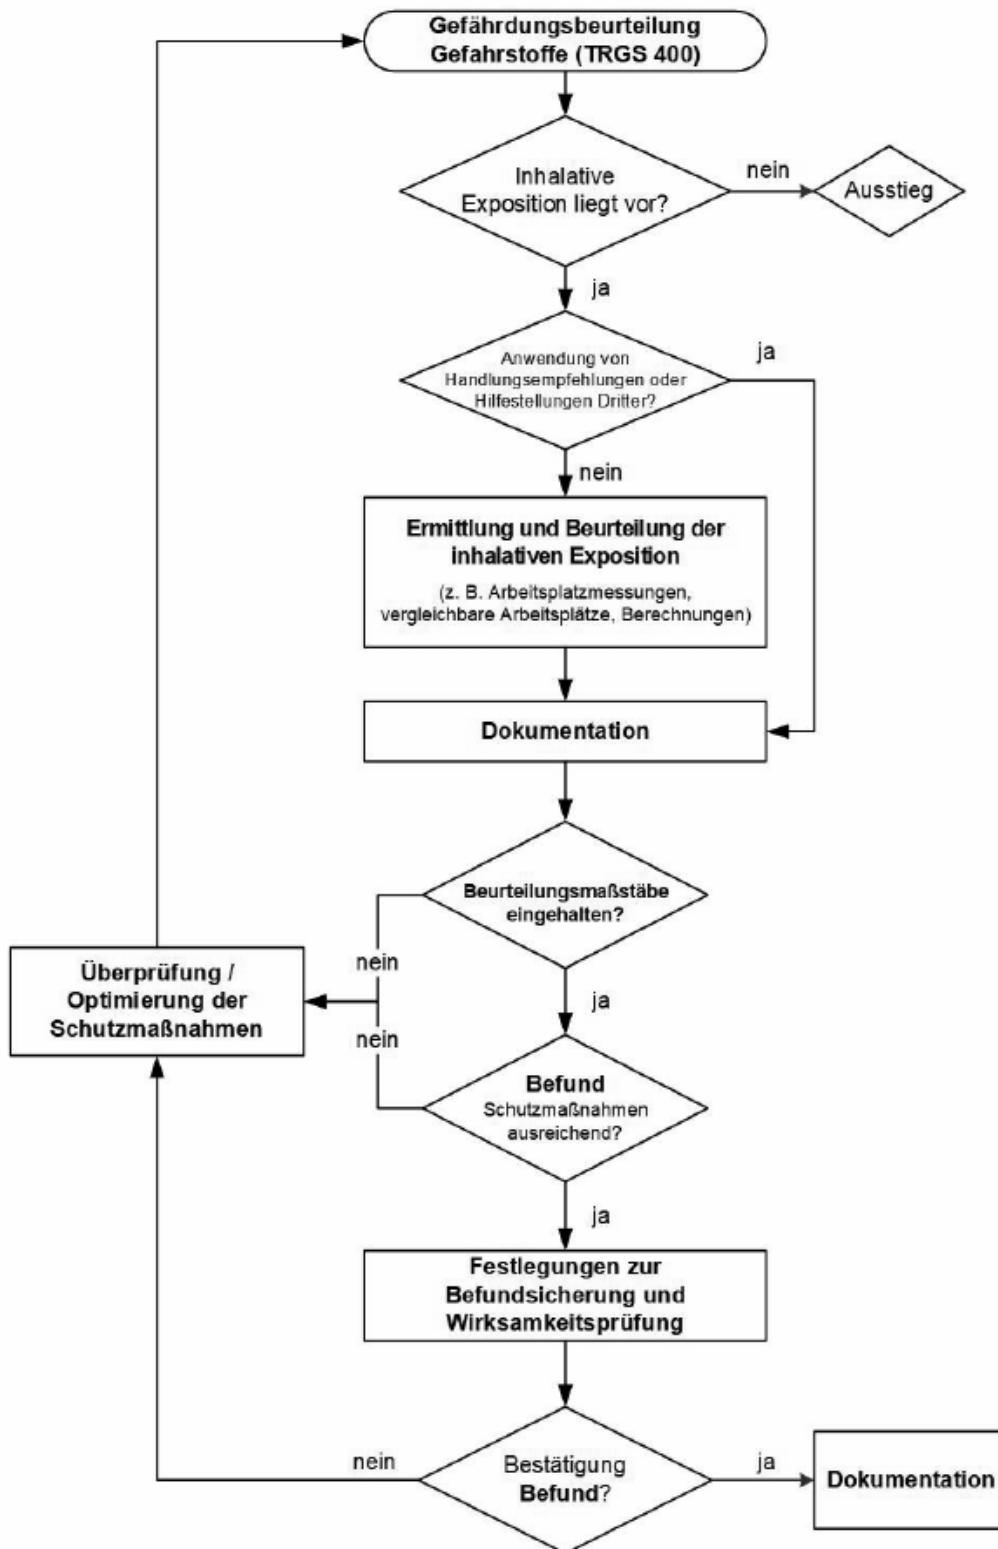 Gefährdungsbeurteilung
Gefahrstoffe (TRGS 400)
Inhalative
Exposition liegt vor?
nein
Ausstieg
ja
Anwendung von
Handlungsempfehlungen oder
Hilfestellungen Dritter?
ja
nein
Ermittlung und Beurteilung der
inhalativen Exposition
(z. B. Arbeitsplatzmessungen,
vergleichbare Arbeitsplätze, Berechnungen)
Dokumentation
Beurteilungsmaßstäbe
eingehalten?
nein
ja
Überprüfung /
Optimierung der
Schutzmaßnahmen
nein
Befund
Schutzmaßnahmen
ausreichend?
ja
Festlegungen zur
Befundsicherung und
Wirksamkeitsprüfung
Bestätigung
Befund?
nein
ja
Dokumentation